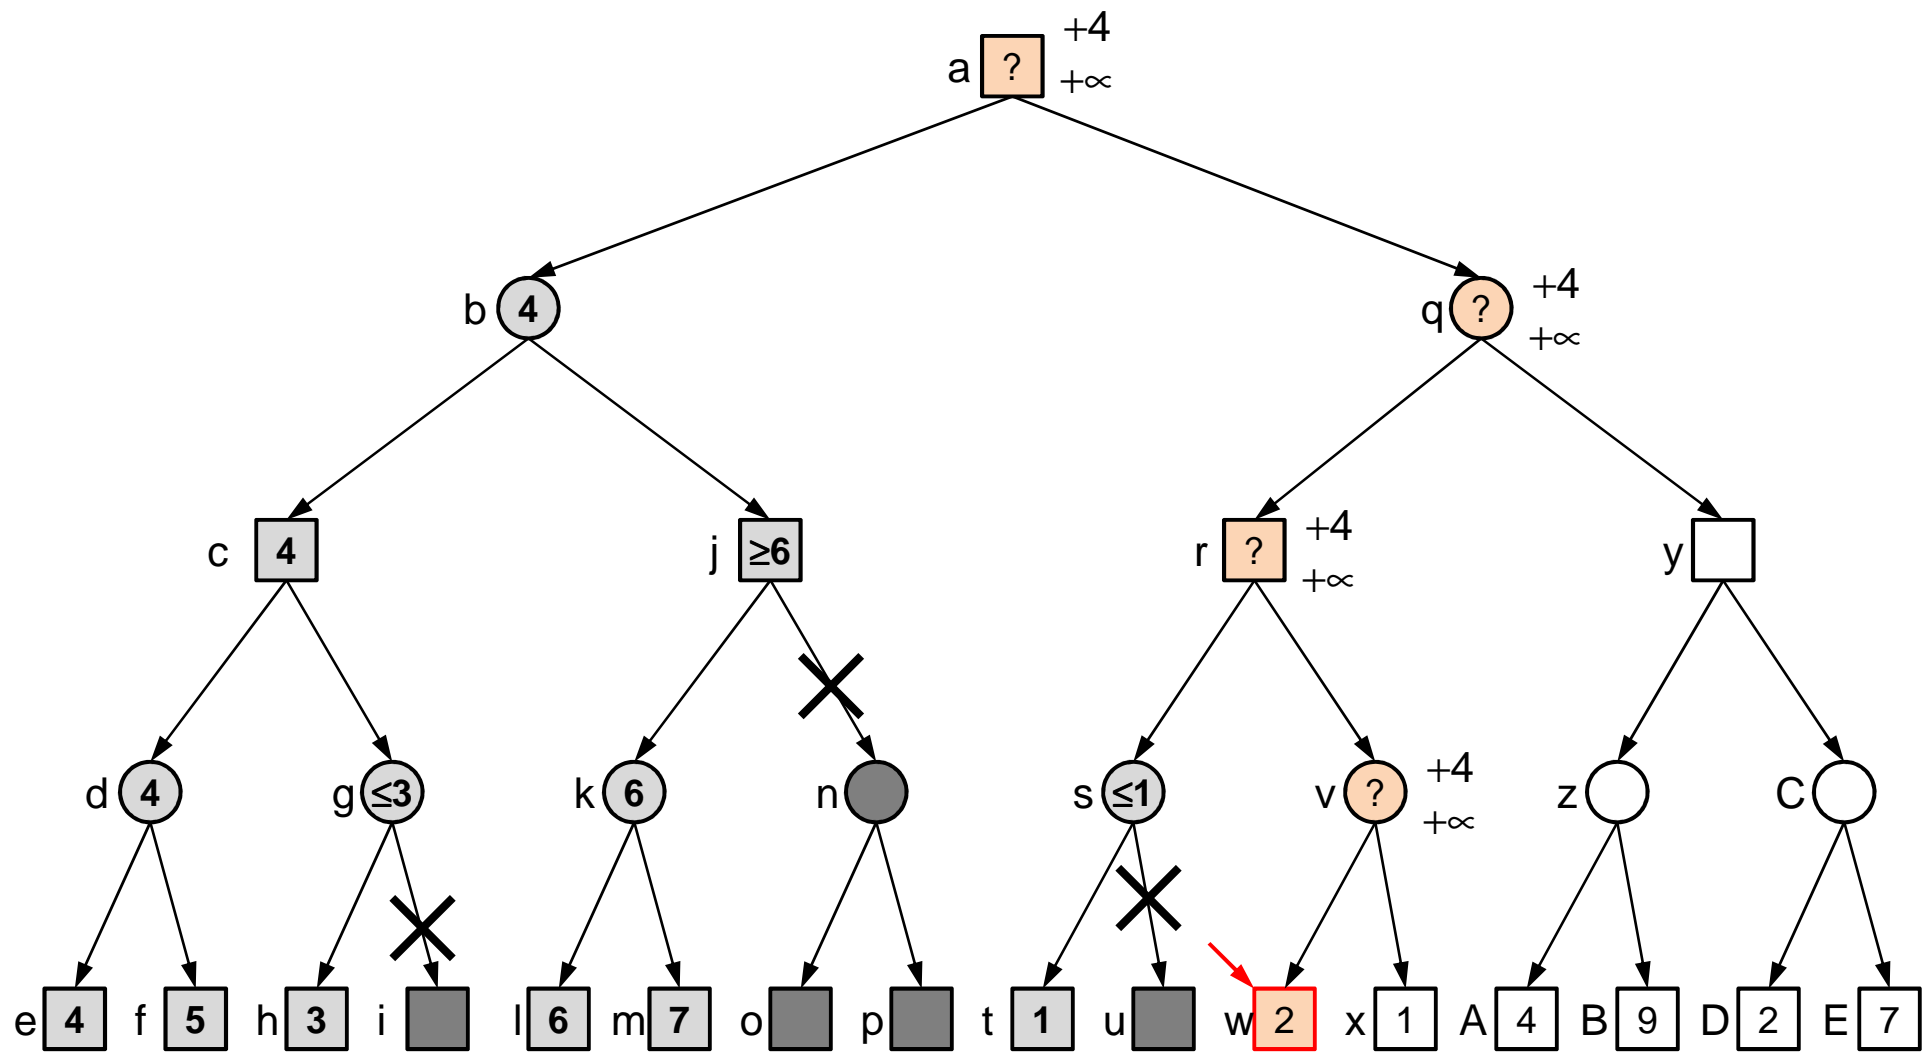 +4
a ? +∝
b 4 q ? +4
+∝
c 4 j ≥6 r ? +4 y
+∝
d 4 g ≤3 k 6 n s ≤1 v ? +4 z C
+∝
e 4 f 5 h 3 i l 6 m 7 o p t 1 u w 2 x 1 A 4 B 9 D 2 E 7